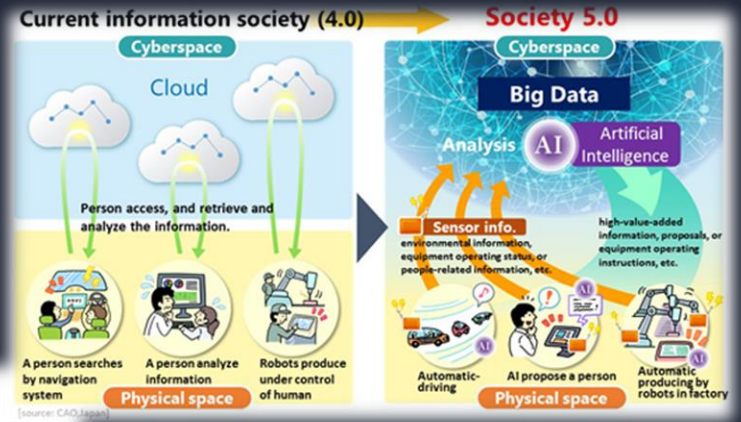 Current information society (4.0)
Society 5.0
Cyberspace
Cloud
Person access, and retrieve and
analyze the information.
A person searches
by navigation
system
A person analyze
information
Robots produce
under control
of human
Physical space
[source: CAO,Japan]
Cyberspace
Big Data
Analysis
AI
Artificial
Intelligence
Sensor info.
environmental information,
equipment operating status, or
people-related information, etc.
high-value-added
information, proposals, or
equipment operating
instructions, etc.
AI
AI
AI
Automatic-
driving
AI propose a person
Automatic
producing by
robots in factory
Physical space